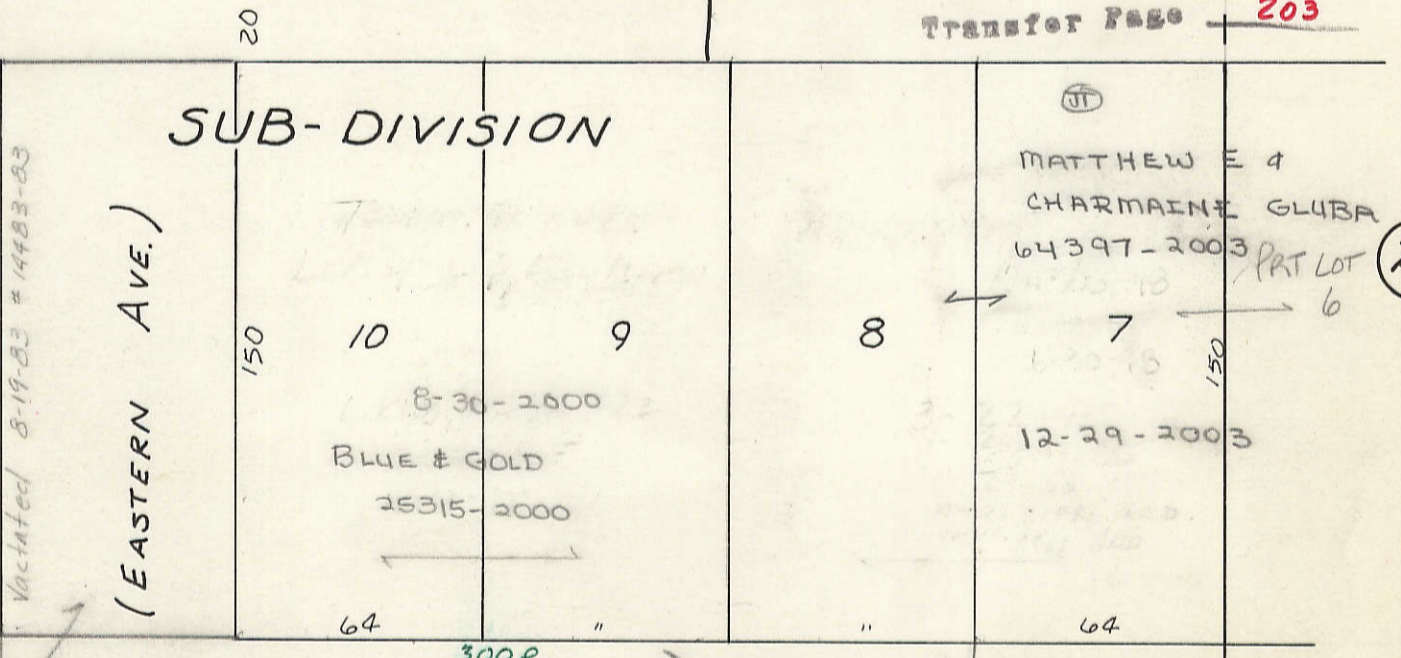 20
Transfer Page 203
SUB-DIVISION
JT
MATTHEW E &
CHARMAINE GLUBA
64397-2003
PRT LOT
6
Vactated 8-19-83 # 14483-83
(EASTERN AVE.)
150
10
9
8
7
150
8-30-2000
BLUE & GOLD
25315-2000
12-29-2003
64
"
"
64
300 P